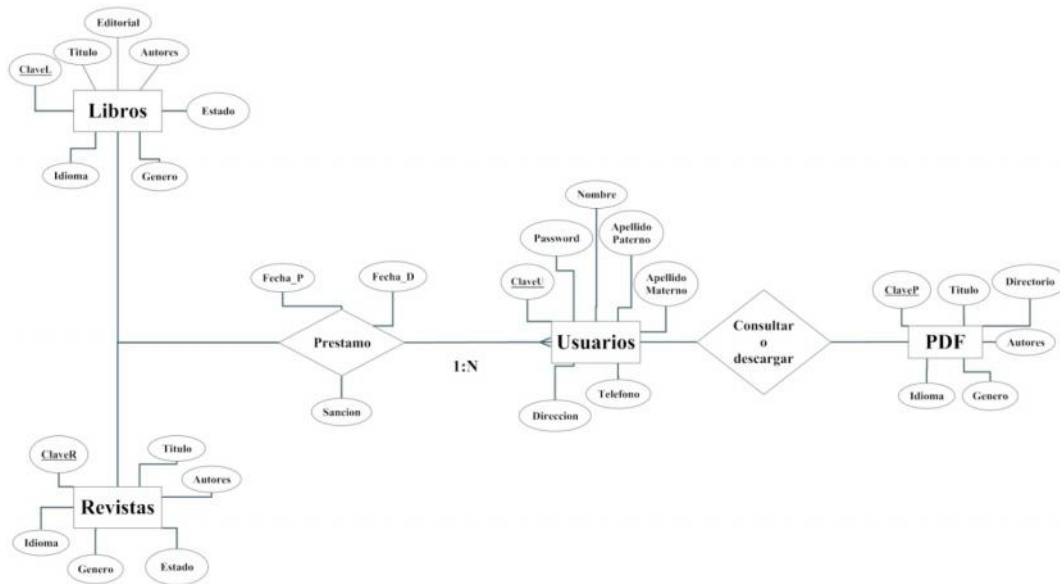 Editorial
Titulo
Autores
ClaveL
Libros
Estado
Idioma
Genero
Nombre
Password
Apellido
Paterno
Fecha_P
Fecha_D
ClaveU
Apellido
Materno
Prestamo
1:N
Usuarios
Sancion
Direccion
Telefono
Consultar
o
descargar
ClaveP
Titulo
Directorio
PDF
Autores
Idioma
Genero
ClaveR
Titulo
Autores
Revistas
Idioma
Genero
Estado